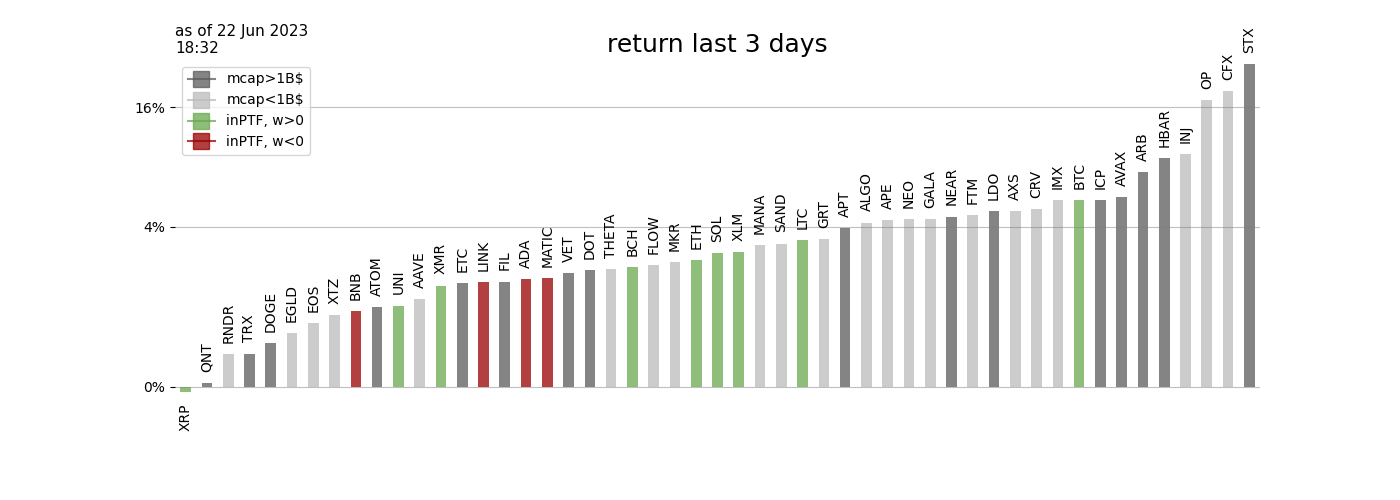 as of 22 Jun 2023
18:32
return last 3 days
mcap>1B$
mcap<1B$
inPTF, w>0
inPTF, w<0
16%
4%
0%
XRP
QNT
RNDR
TRX
DOGE
EGLD
EOS
XTZ
BNB
ATOM
UNI
AAVE
XMR
ETC
LINK
FIL
ADA
MATIC
VET
DOT
THETA
BCH
FLOW
MKR
ETH
SOL
XLM
MANA
SAND
LTC
GRT
APT
ALGO
APE
NEO
GALA
NEAR
FTM
LDO
AXS
CRV
IMX
BTC
ICP
AVAX
ARB
HBAR
INJ
OP
CFX
STX